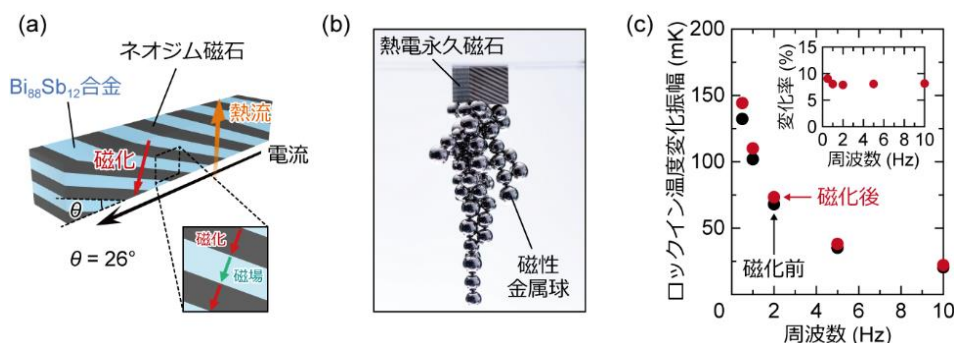 (a)
ネオジム磁石
Bi88Sb12合金
熱流
磁化
電流
θ
θ = 26°
磁化
磁場
(b)
熱電永久磁石
磁性
金属球
(c)
ロックイン温度変化振幅 (mK)
200
150
100
50
0
0 2 4 6 8 10
周波数 (Hz)
磁化後
磁化前
変化率 (%)
15
10
5
0
0 2 4 6 8 10
周波数 (Hz)